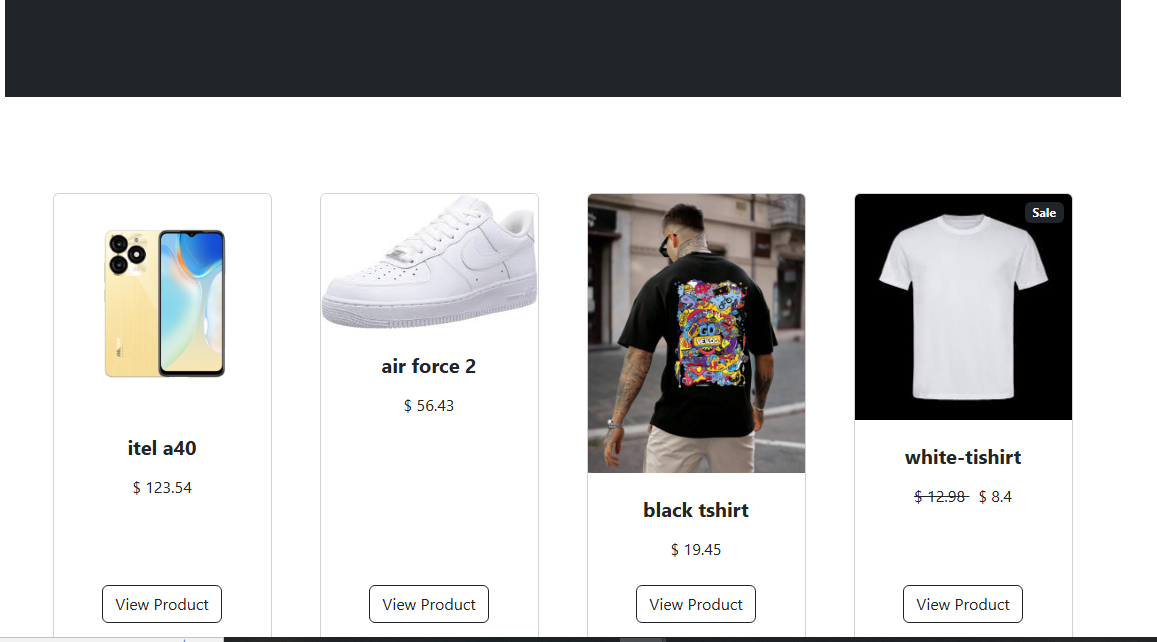 Sale
GO
itel a40
$ 123.54
View Product
air force 2
$ 56.43
View Product
black tshirt
$ 19.45
View Product
white-tishirt
$ 12.98 $ 8.4
View Product